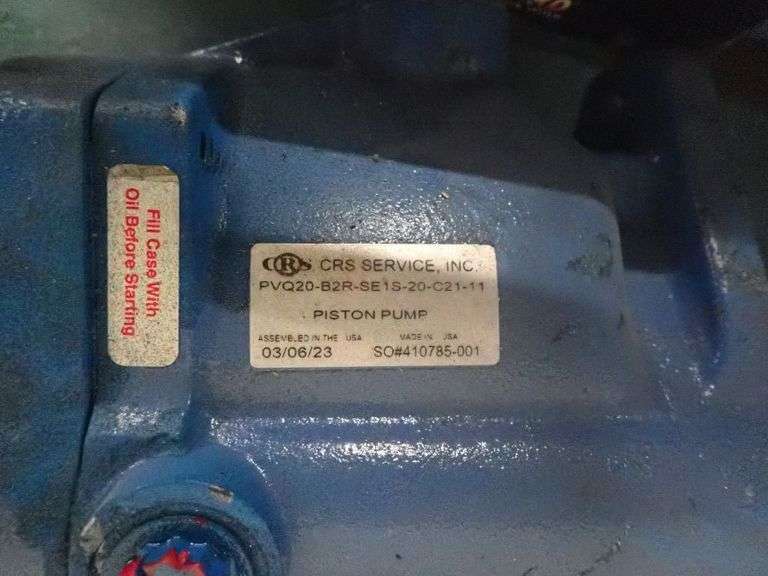 Fill Case With
Oil Before Starting
CRS CRS SERVICE, INC.
PVQ20-B2R-SE1S-20-C21-11
PISTON PUMP
ASSEMBLED IN THE USA MADE IN USA
03/06/23 SO#410785-001